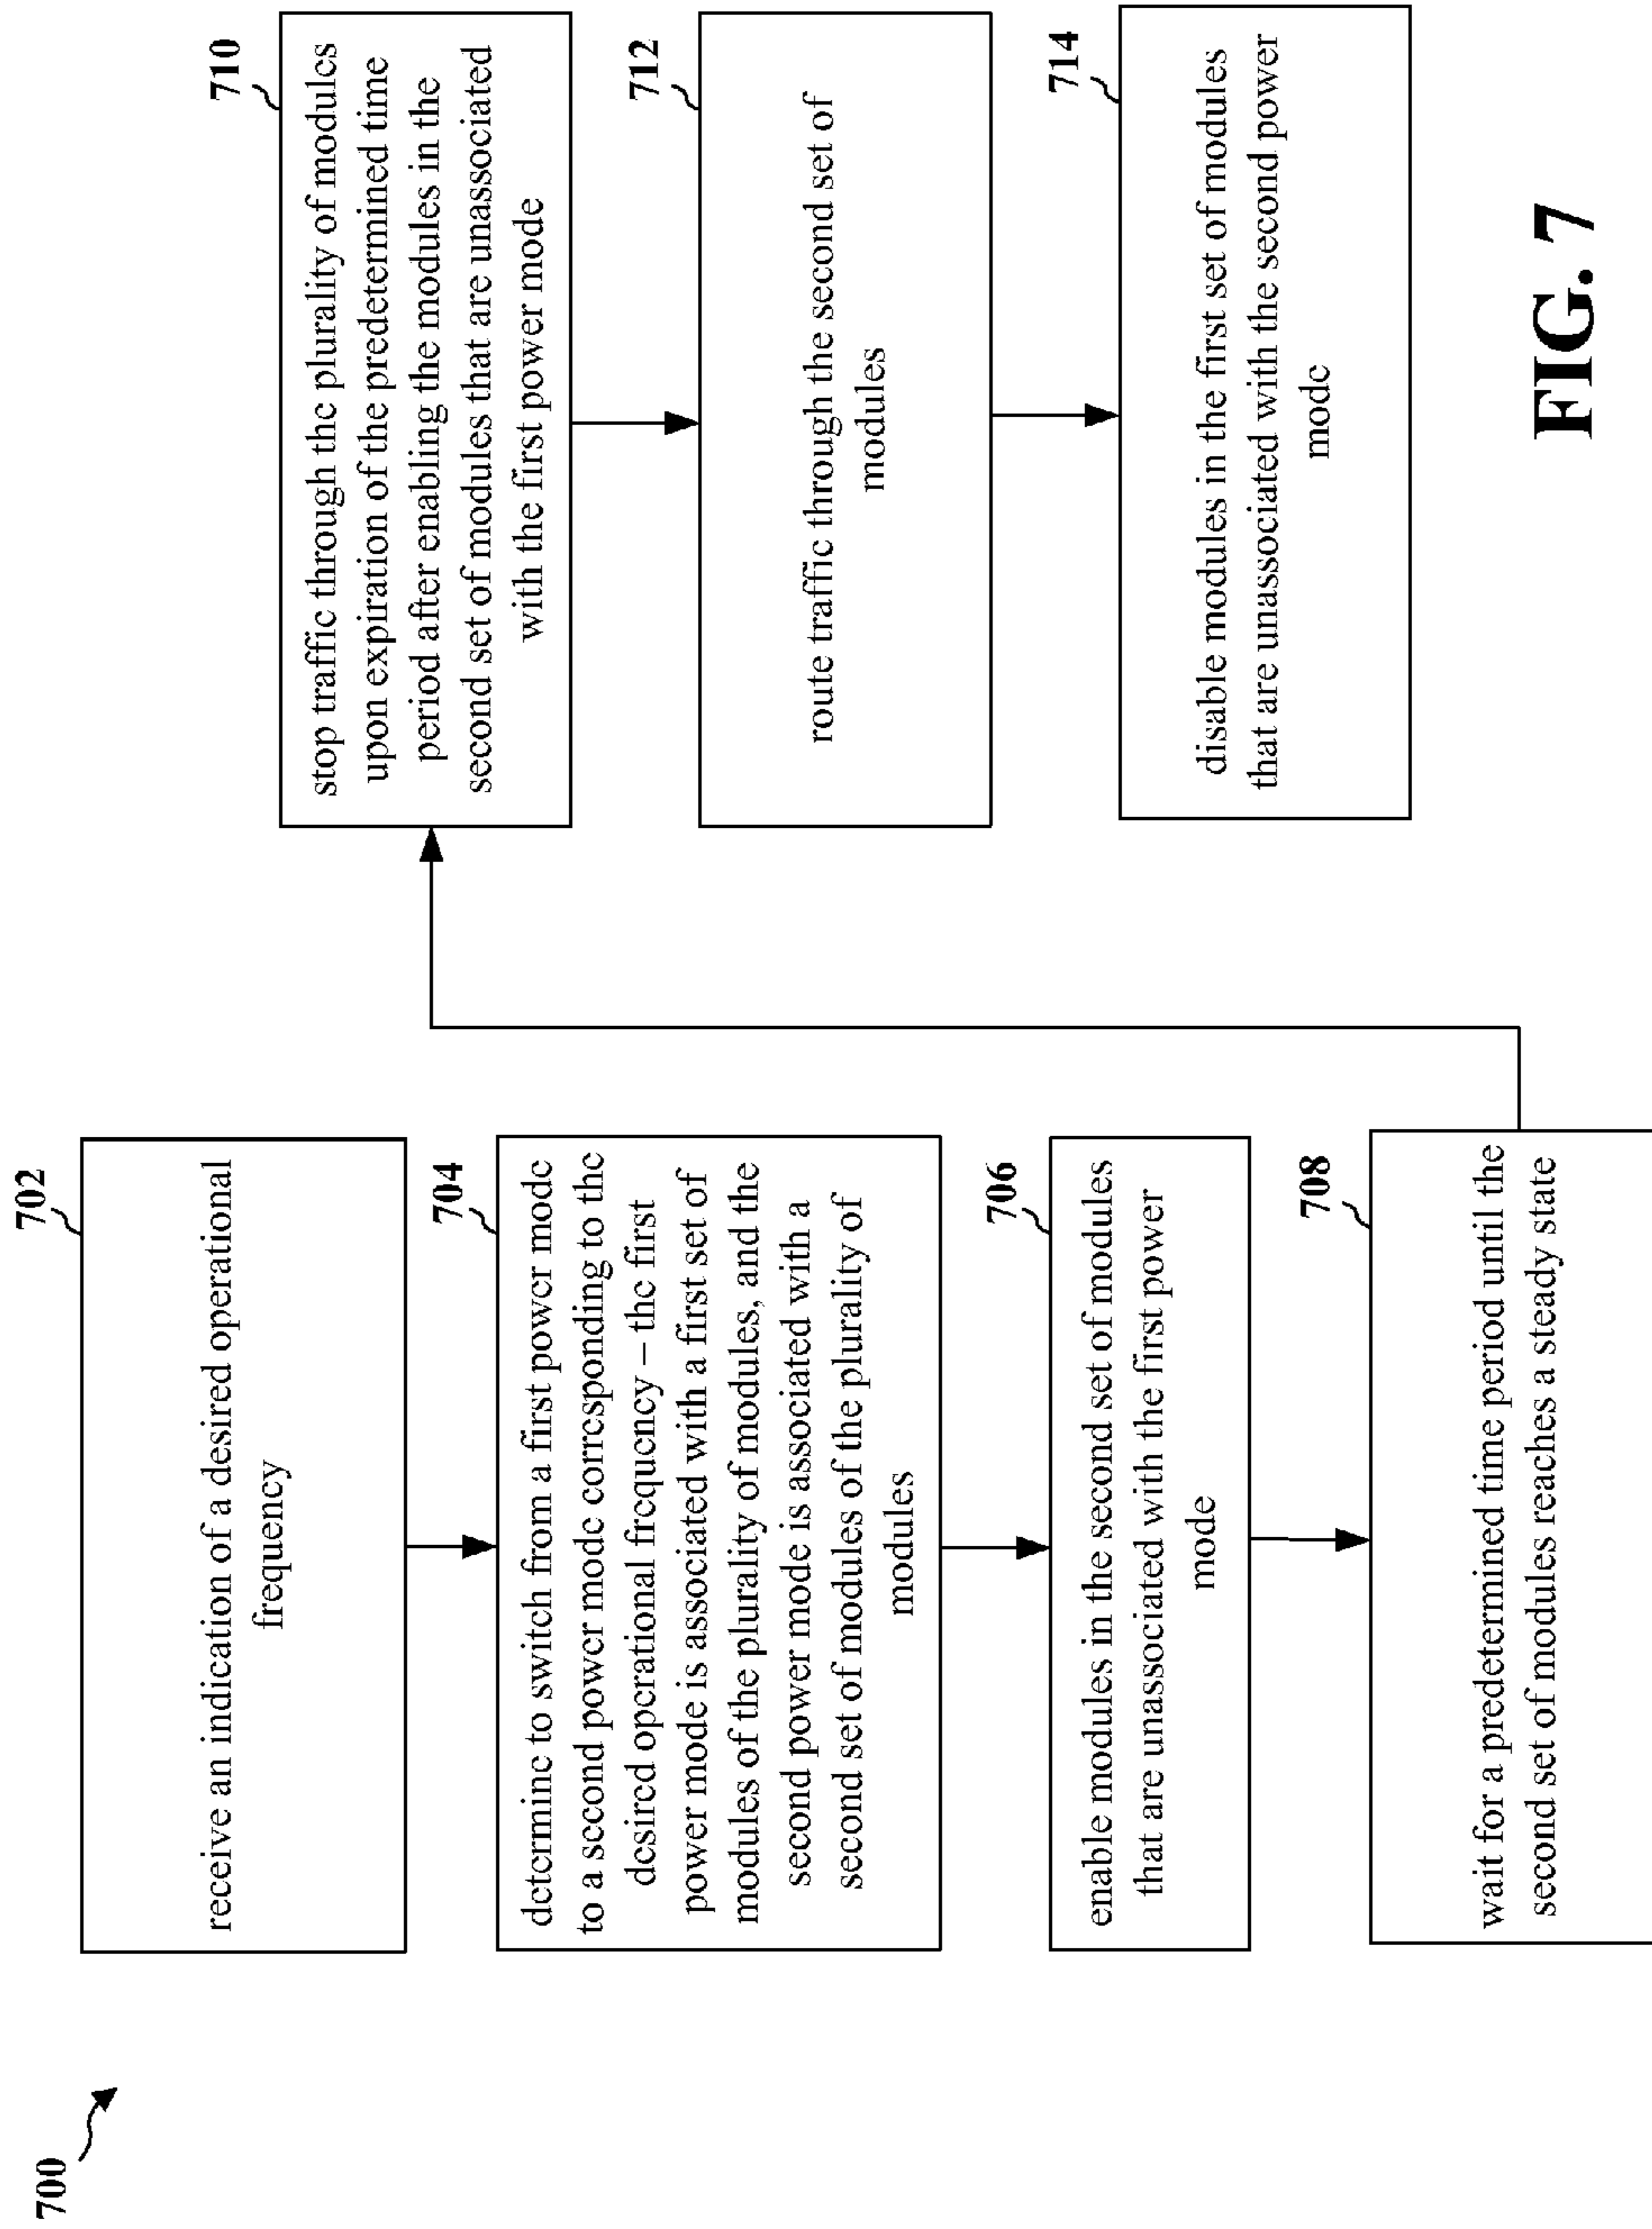 700
702
receive an indication of a desired operational
frequency
704
determine to switch from a first power mode
to a second power mode corresponding to the
desired operational frequency – the first
power mode is associated with a first set of
modules of the plurality of modules, and the
second power mode is associated with a
second set of modules of the plurality of
modules
706
enable modules in the second set of modules
that are unassociated with the first power
mode
708
wait for a predetermined time period until the
second set of modules reaches a steady state
710
stop traffic through the plurality of modules
upon expiration of the predetermined time
period after enabling the modules in the
second set of modules that are unassociated
with the first power mode
712
route traffic through the second set of
modules
714
disable modules in the first set of modules
that are unassociated with the second power
mode
FIG. 7